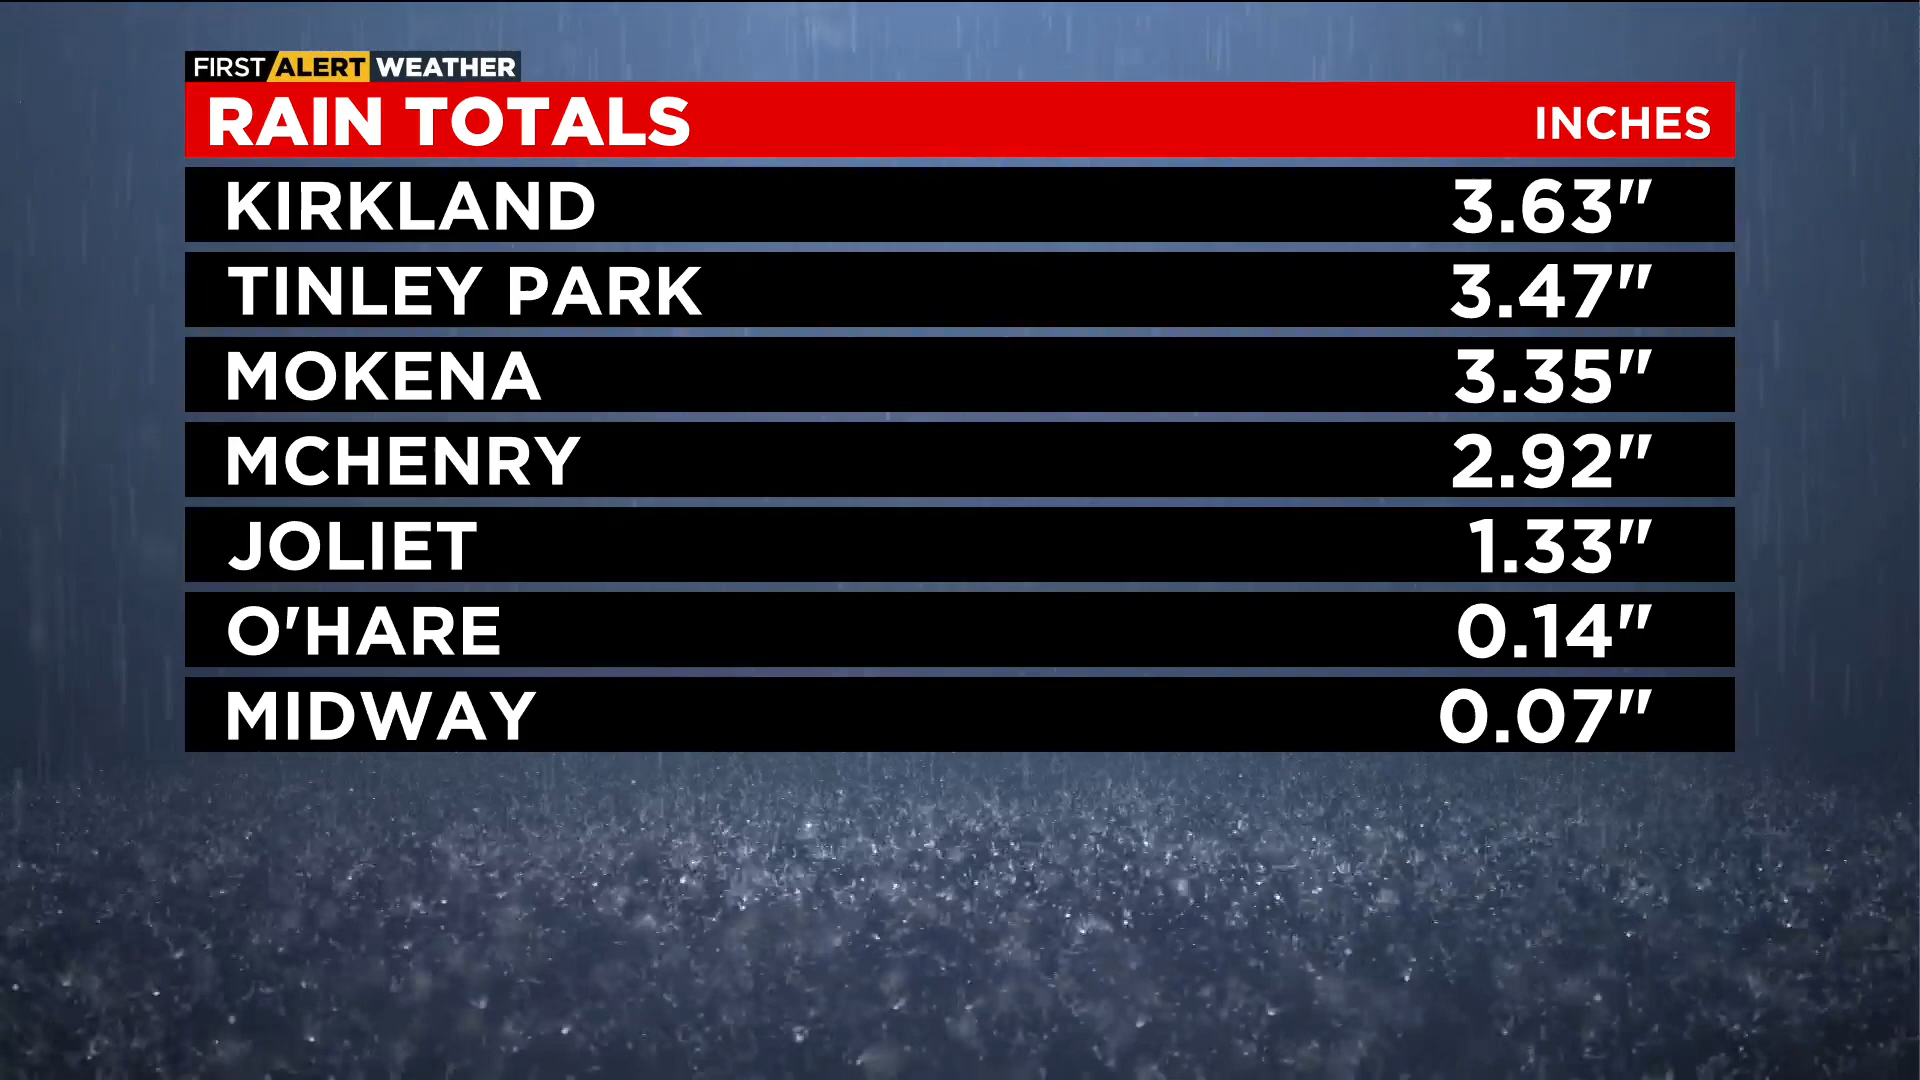 FIRST ALERT WEATHER
RAIN TOTALS INCHES
KIRKLAND 3.63"
TINLEY PARK 3.47"
MOKENA 3.35"
MCHENRY 2.92"
JOLIET 1.33"
O'HARE 0.14"
MIDWAY 0.07"